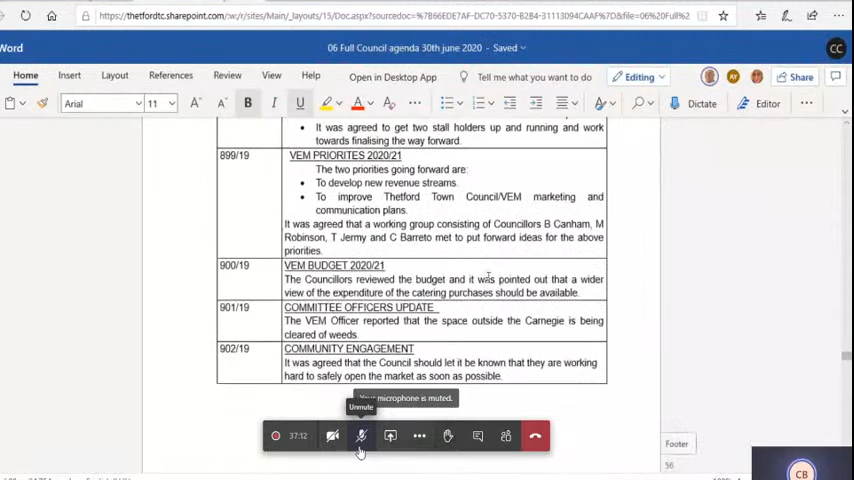 https://thetfordtc.sharepoint.com/:w:/r/sites/Main/_layouts/15/Doc.aspx?sourcedoc=%7B66EDE7AF-DC70-5370-B2B4-31113094CAAF%7D&file=06%20Full%2
Word
06 Full Council agenda 30th june 2020 - Saved
CC
Home Insert Layout References Review View Help Open in Desktop App Tell me what you want to do Editing AY Share
Arial 11 A A B I U A A Dictate Editor
• It was agreed to get two stall holders up and running and work
towards finalising the way forward.
899/19 VEM PRIORITES 2020/21
The two priorities going forward are:
• To develop new revenue streams.
• To improve Thetford Town Council/VEM marketing and
communication plans.
It was agreed that a working group consisting of Councillors B Canham, M
Robinson, T Jermy and C Barreto met to put forward ideas for the above
priorities.
900/19 VEM BUDGET 2020/21
The Councillors reviewed the budget and it was pointed out that a wider
view of the expenditure of the catering purchases should be available.
901/19 COMMITTEE OFFICERS UPDATE
The VEM Officer reported that the space outside the Carnegie is being
cleared of weeds.
902/19 COMMUNITY ENGAGEMENT
It was agreed that the Council should let it be known that they are working
hard to safely open the market as soon as possible.
microphone is muted.
Unmute
37:12
Footer
56
CB